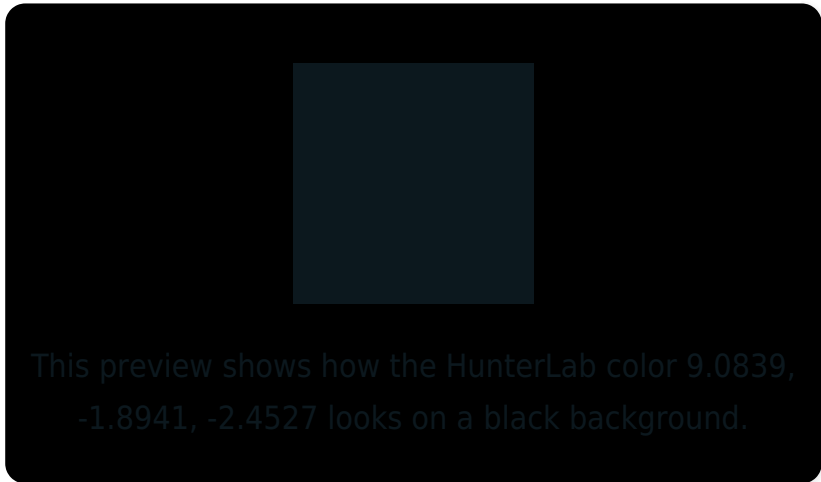 This preview shows how the HunterLab color 9.0839,
-1.8941, -2.4527 looks on a black background.